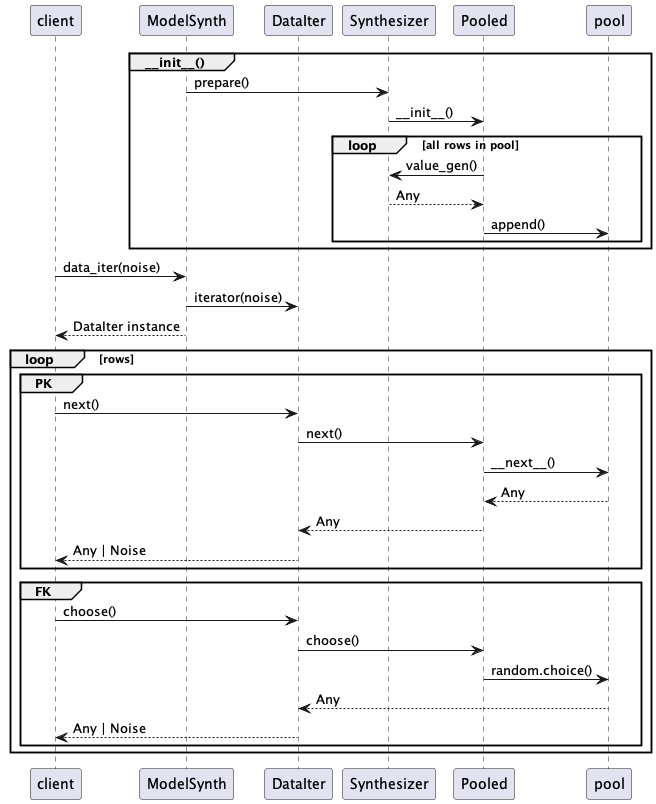 client ModelSynth DataIter Synthesizer Pooled pool
__init__()
prepare()
__init__()
loop [all rows in pool]
value_gen()
Any
append()
data_iter(noise)
iterator(noise)
DataIter instance
loop [rows]
PK
next()
next()
__next__()
Any
Any
Any | Noise
FK
choose()
choose()
random.choice()
Any
Any | Noise
client ModelSynth DataIter Synthesizer Pooled pool